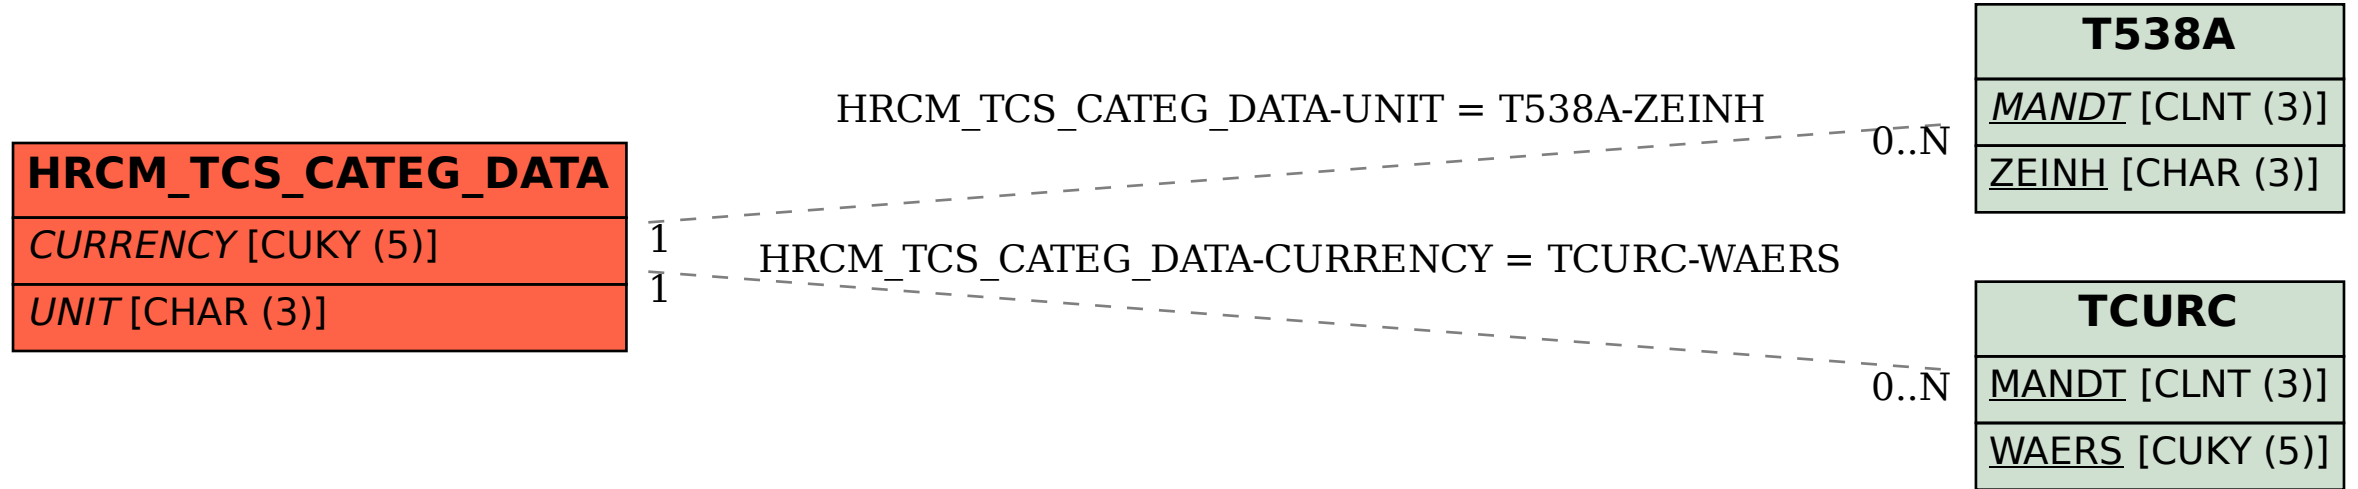 HRCM_TCS_CATEG_DATA
CURRENCY [CUKY (5)]
UNIT [CHAR (3)]
HRCM_TCS_CATEG_DATA-UNIT = T538A-ZEINH
1
0..N
HRCM_TCS_CATEG_DATA-CURRENCY = TCURC-WAERS
1
0..N
T538A
MANDT [CLNT (3)]
ZEINH [CHAR (3)]
TCURC
MANDT [CLNT (3)]
WAERS [CUKY (5)]